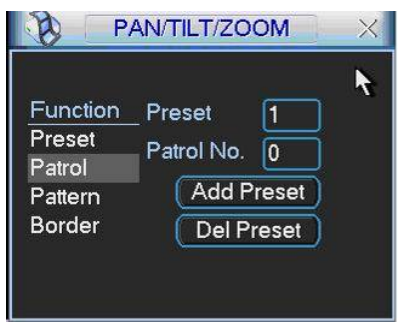 PAN/TILT/ZOOM
Function
Preset
Patrol
Pattern
Border
Preset 1
Patrol No. 0
Add Preset
Del Preset